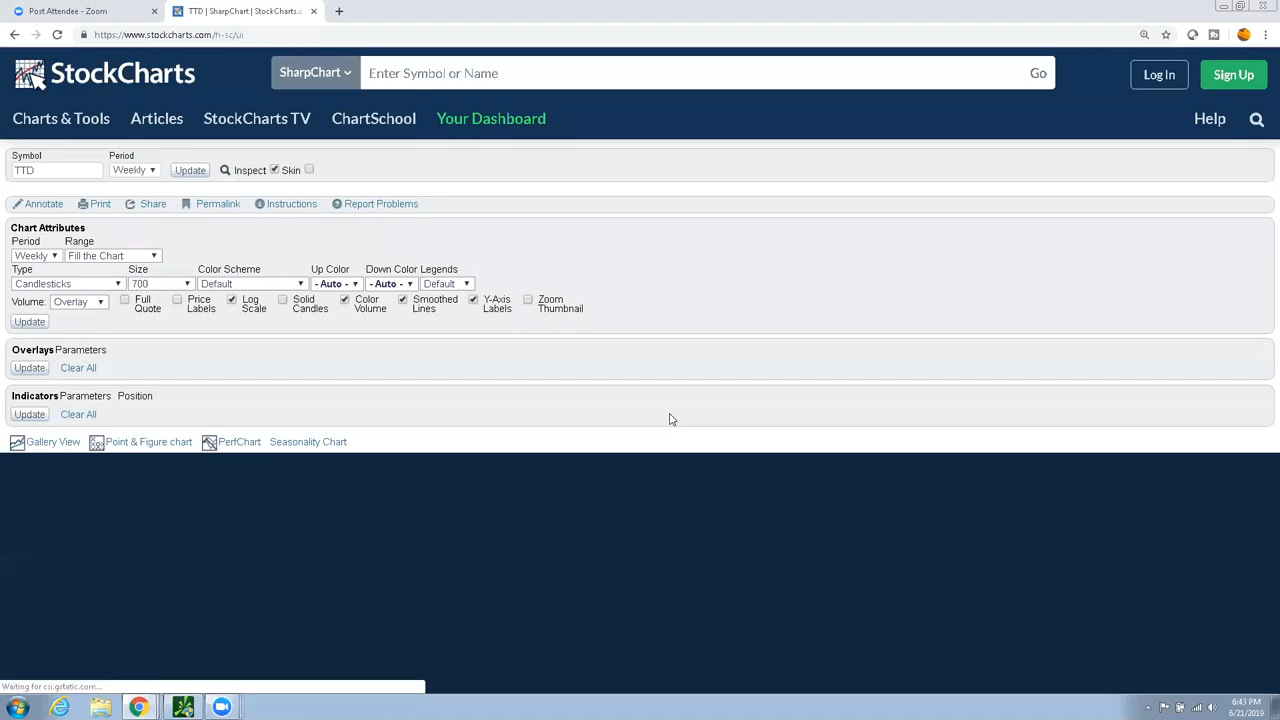 Post Attendee - Zoom
TTD | SharpChart | StockCharts.c
https://www.stockcharts.com/h-sc/ui
StockCharts
SharpChart
Enter Symbol or Name
Go
Log In
Sign Up
Charts & Tools
Articles
StockCharts TV
ChartSchool
Your Dashboard
Help
Symbol
Period
TTD
Weekly
Update
Inspect
Skin
Annotate
Print
Share
Permalink
Instructions
Report Problems
Chart Attributes
Period Range
Weekly Fill the Chart
Type Size Color Scheme Up Color Down Color Legends
Candlesticks 700 Default - Auto - - Auto - Default
Volume: Overlay Full Quote Price Labels Log Scale Solid Candles Color Volume Smoothed Lines Y-Axis Labels Zoom Thumbnail
Update
Overlays Parameters
Update Clear All
Indicators Parameters Position
Update Clear All
Gallery View Point & Figure chart PerfChart Seasonality Chart
Waiting for csi.gstatic.com...
6:43 PM
6/21/2019